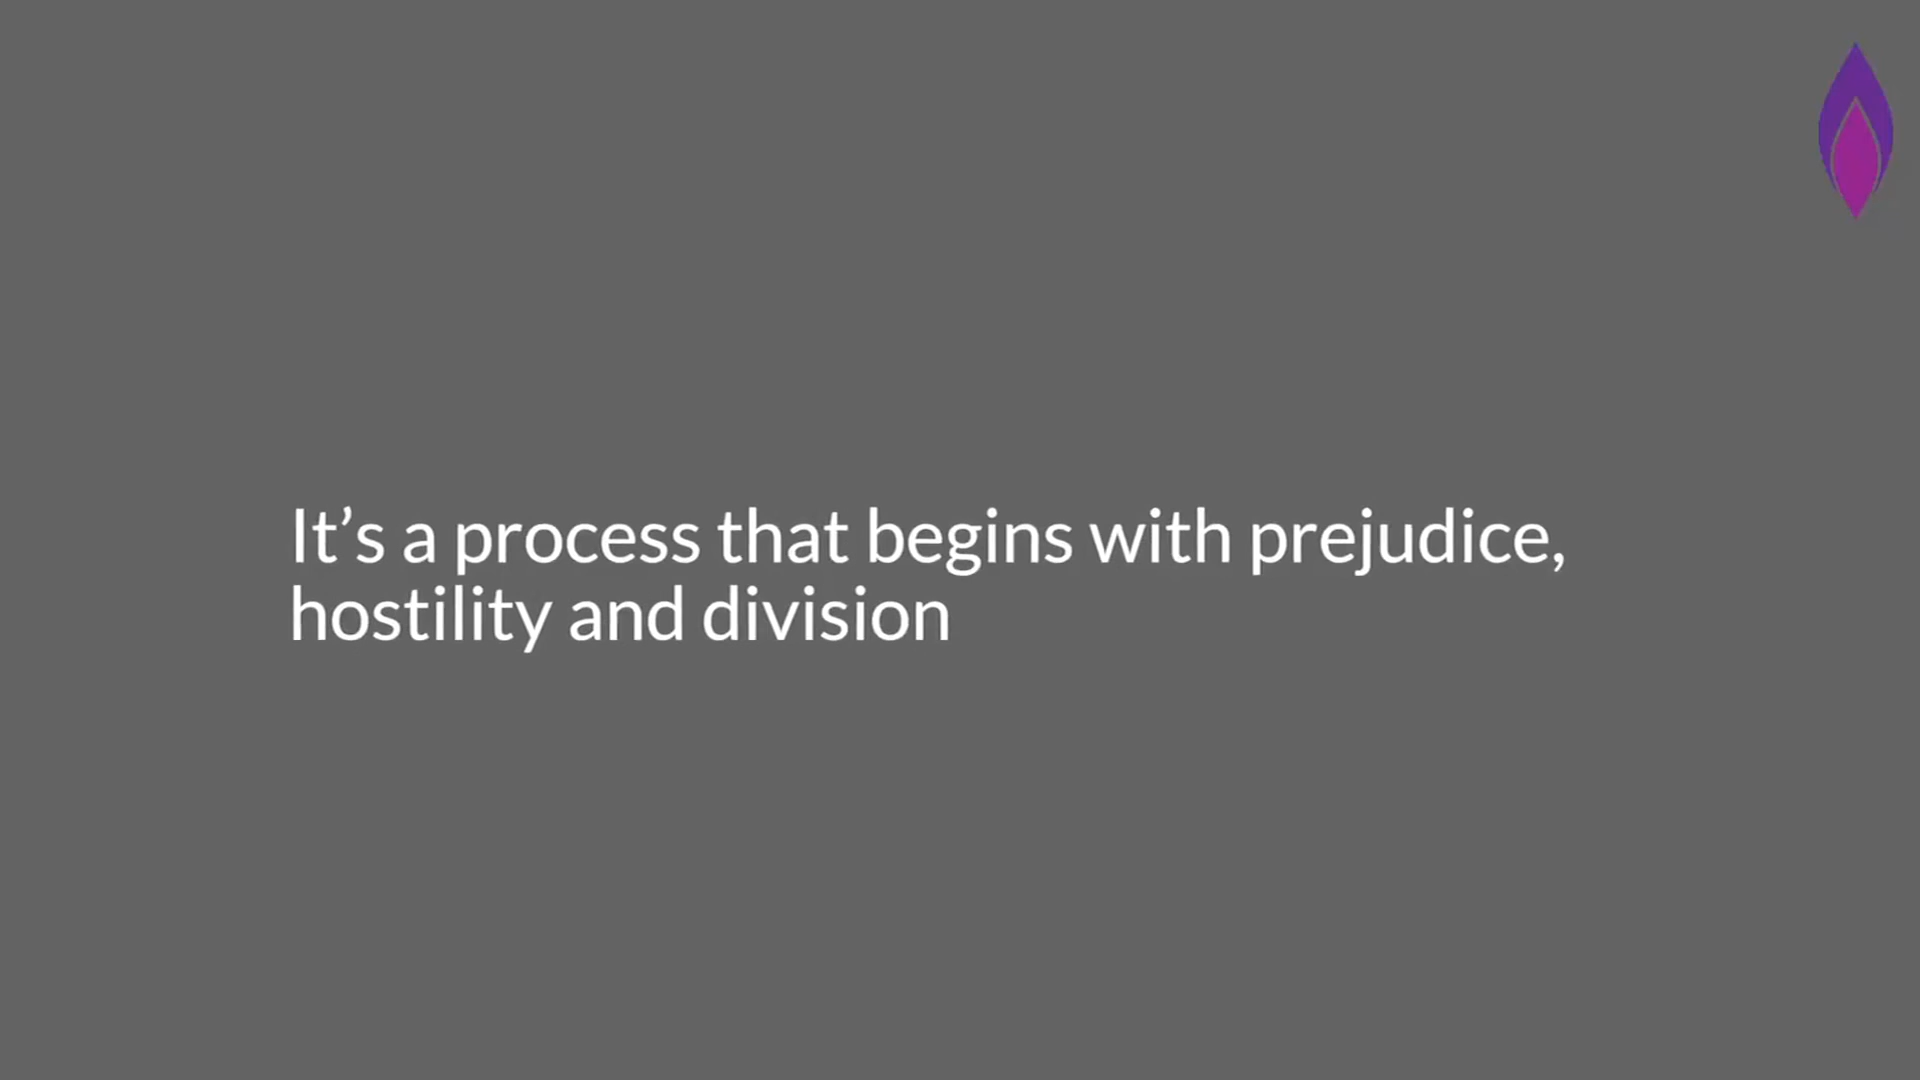 It’s a process that begins with prejudice,
hostility and division